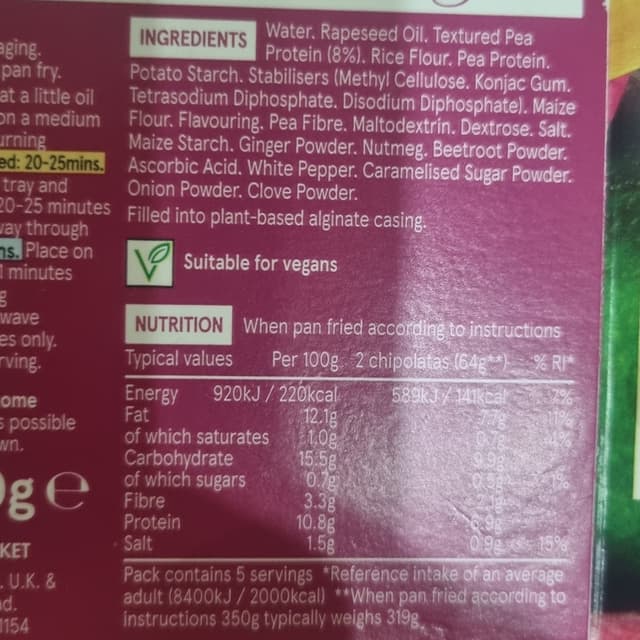 aging.
pan fry.
at a little oil
on a medium
urning
ed: 20-25mins.
tray and
20-25 minutes
way through
ns. Place on
1 minutes
g
wave
es only.
rving.
ome
s possible
wn.
0g e
KET
. U.K. &
d.
1154
INGREDIENTS Water. Rapeseed Oil. Textured Pea
Protein (8%). Rice Flour. Pea Protein.
Potato Starch. Stabilisers (Methyl Cellulose. Konjac Gum.
Tetrasodium Diphosphate. Disodium Diphosphate). Maize
Flour. Flavouring. Pea Fibre. Maltodextrin. Dextrose. Salt.
Maize Starch. Ginger Powder. Nutmeg. Beetroot Powder.
Ascorbic Acid. White Pepper. Caramelised Sugar Powder.
Onion Powder. Clove Powder.
Filled into plant-based alginate casing.
V Suitable for vegans
NUTRITION When pan fried according to instructions
Typical values Per 100g 2 chipolatas (64g**) % RI*
Energy 920kJ / 220kcal 589kJ / 141kcal 7%
Fat 12.1g
of which saturates 1.0g
Carbohydrate 15.5g
of which sugars 0.7g
Fibre 3.3g
Protein 10.8g 6.9g
Salt 1.5g 0.9g 15%
Pack contains 5 servings *Reference intake of an average
adult (8400kJ / 2000kcal) **When pan fried according to
instructions 350g typically weighs 319g.